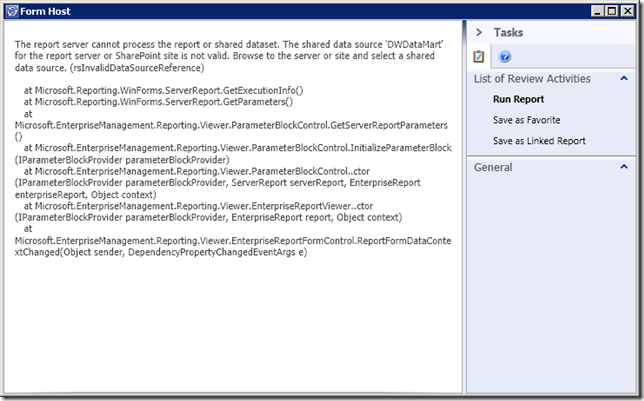 Form Host
The report server cannot process the report or shared dataset. The shared data source 'DWDataMart'
for the report server or SharePoint site is not valid. Browse to the server or site and select a shared
data source. (rsInvalidDataSourceReference)
at Microsoft.Reporting.WinForms.ServerReport.GetExecutionInfo()
at Microsoft.Reporting.WinForms.ServerReport.GetParameters()
at
Microsoft.EnterpriseManagement.Reporting.Viewer.ParameterBlockControl.GetServerReportParameters
()
at Microsoft.EnterpriseManagement.Reporting.Viewer.ParameterBlockControl.InitializeParameterBlock
(IParameterBlockProvider parameterBlockProvider)
at Microsoft.EnterpriseManagement.Reporting.Viewer.ParameterBlockControl..ctor
(IParameterBlockProvider parameterBlockProvider, ServerReport serverReport, EnterpriseReport
enterpriseReport, Object context)
at Microsoft.EnterpriseManagement.Reporting.Viewer.EnterpriseReportViewer..ctor
(IParameterBlockProvider parameterBlockProvider, EnterpriseReport report, Object context)
at
Microsoft.EnterpriseManagement.Reporting.Viewer.EnterpriseReportFormControl.ReportFormDataConte
xtChanged(Object sender, DependencyPropertyChangedEventArgs e)
Tasks
List of Review Activities
Run Report
Save as Favorite
Save as Linked Report
General